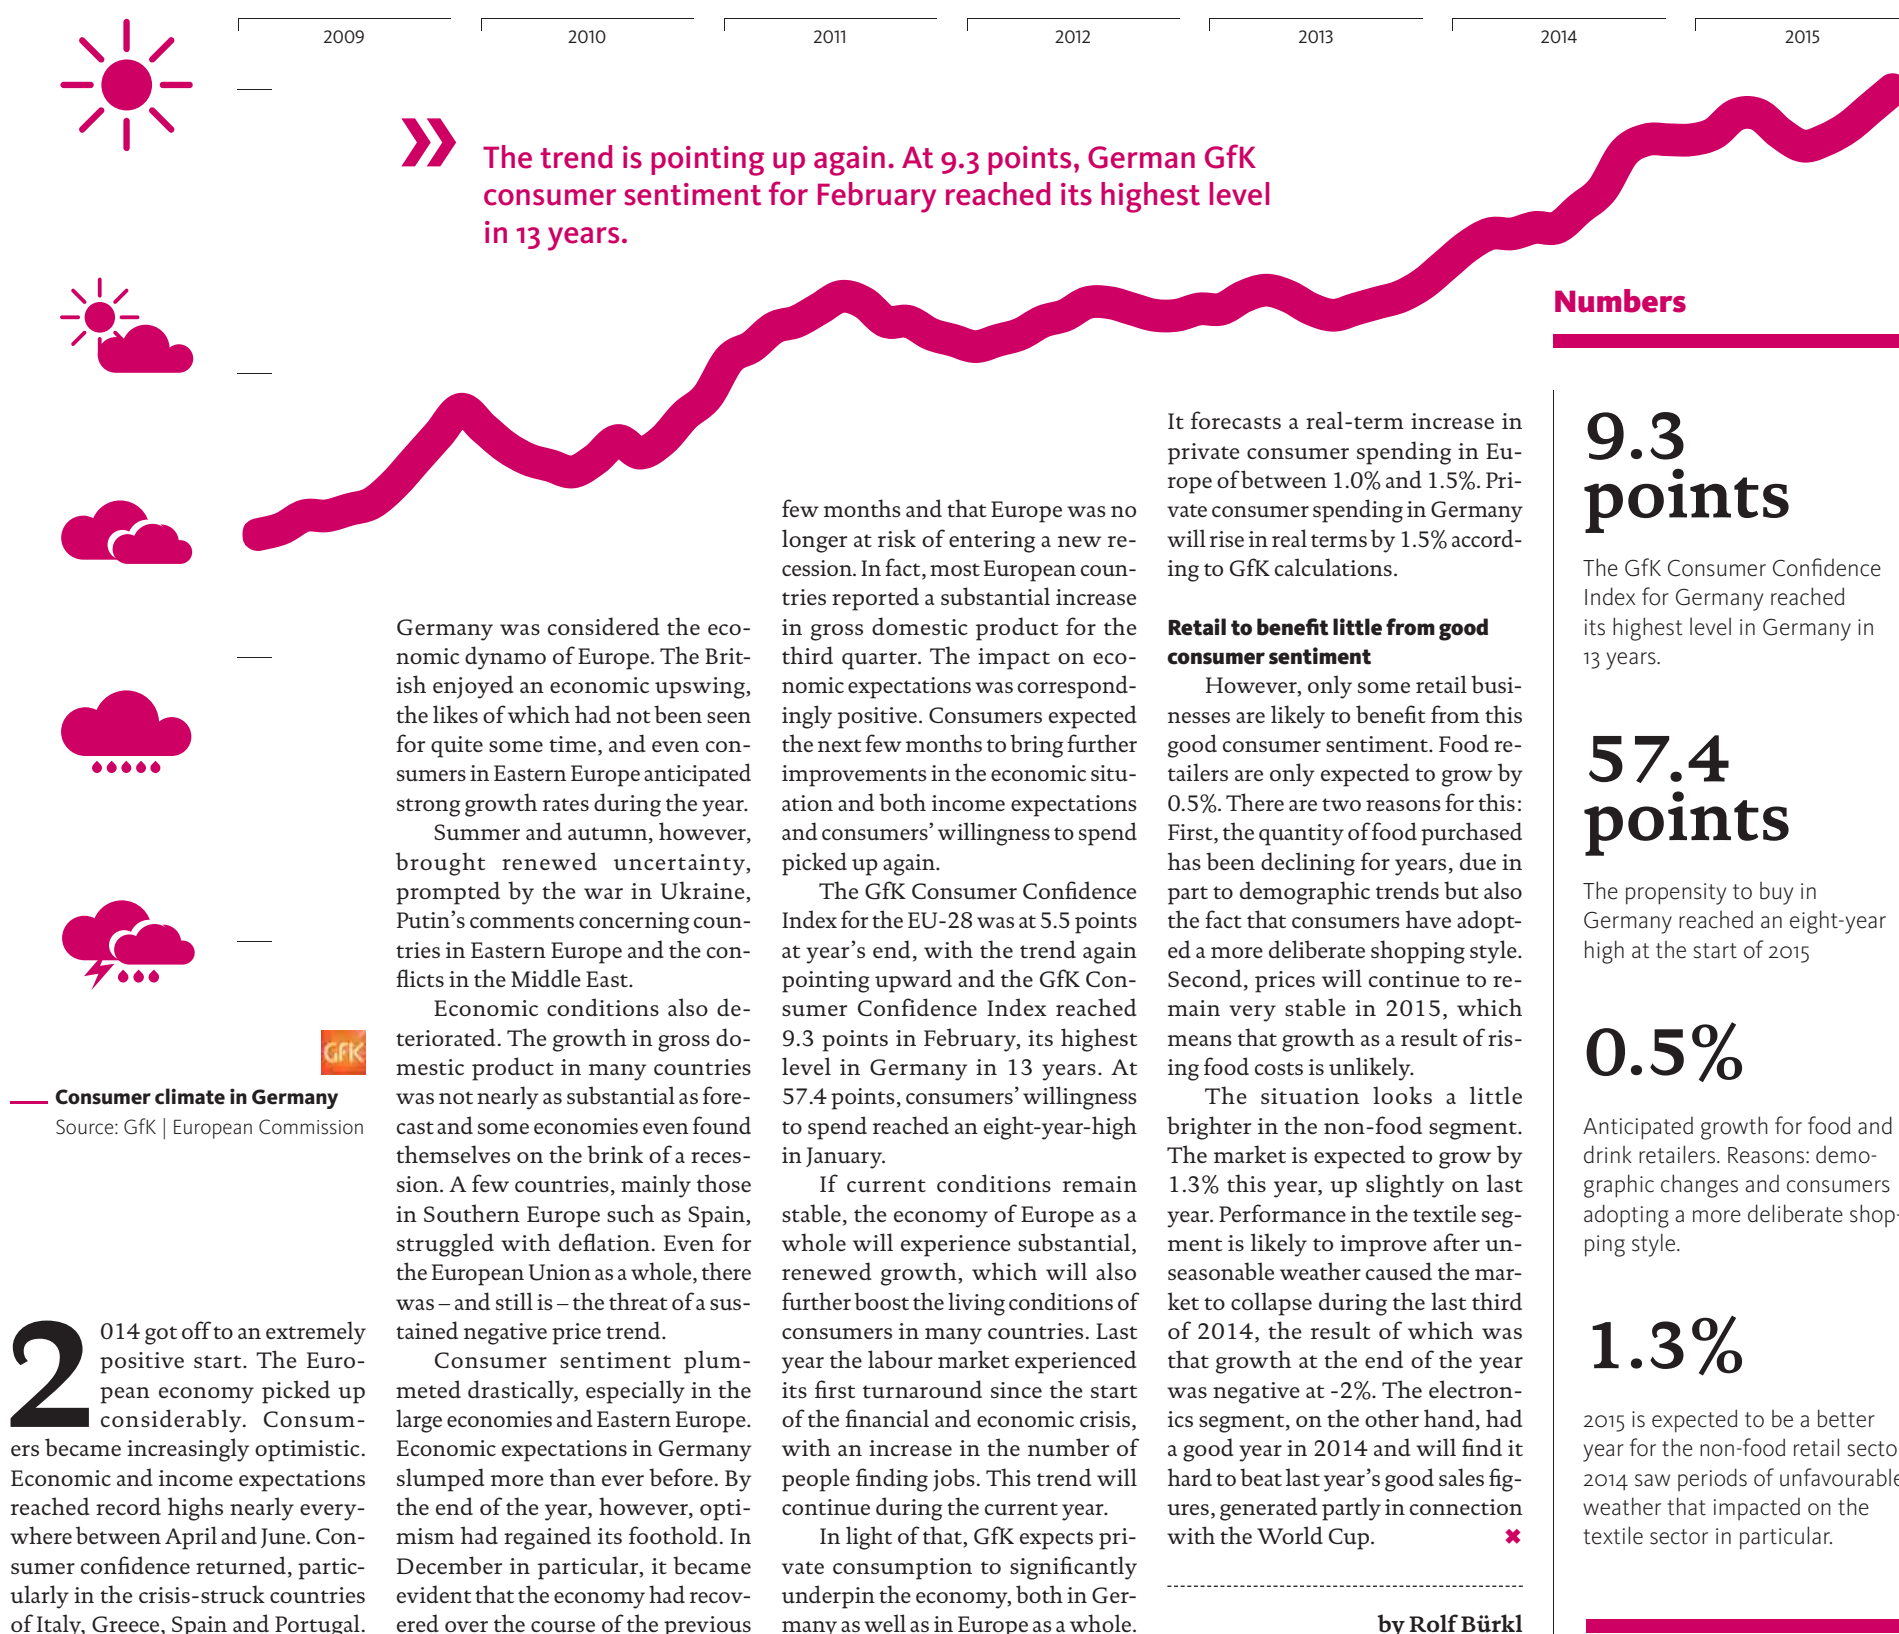 2009
2010
2011
2012
2013
2014
2015
The trend is pointing up again. At 9.3 points, German GfK
consumer sentiment for February reached its highest level
in 13 years.
GfK
Consumer climate in Germany
Source: GfK | European Commission
2014 got off to an extremely
positive start. The Euro-
pean economy picked up
considerably. Consum-
ers became increasingly optimistic.
Economic and income expectations
reached record highs nearly every-
where between April and June. Con-
sumer confidence returned, partic-
ularly in the crisis-struck countries
of Italy, Greece, Spain and Portugal.
Germany was considered the eco-
nomic dynamo of Europe. The Brit-
ish enjoyed an economic upswing,
the likes of which had not been seen
for quite some time, and even con-
sumers in Eastern Europe anticipated
strong growth rates during the year.
Summer and autumn, however,
brought renewed uncertainty,
prompted by the war in Ukraine,
Putin's comments concerning coun-
tries in Eastern Europe and the con-
flicts in the Middle East.
Economic conditions also de-
teriorated. The growth in gross do-
mestic product in many countries
was not nearly as substantial as fore-
cast and some economies even found
themselves on the brink of a reces-
sion. A few countries, mainly those
in Southern Europe such as Spain,
struggled with deflation. Even for
the European Union as a whole, there
was – and still is – the threat of a sus-
tained negative price trend.
Consumer sentiment plum-
meted drastically, especially in the
large economies and Eastern Europe.
Economic expectations in Germany
slumped more than ever before. By
the end of the year, however, opti-
mism had regained its foothold. In
December in particular, it became
evident that the economy had recov-
ered over the course of the previous
few months and that Europe was no
longer at risk of entering a new re-
cession. In fact, most European coun-
tries reported a substantial increase
in gross domestic product for the
third quarter. The impact on eco-
nomic expectations was correspond-
ingly positive. Consumers expected
the next few months to bring further
improvements in the economic situ-
ation and both income expectations
and consumers' willingness to spend
picked up again.
The GfK Consumer Confidence
Index for the EU-28 was at 5.5 points
at year's end, with the trend again
pointing upward and the GfK Con-
sumer Confidence Index reached
9.3 points in February, its highest
level in Germany in 13 years. At
57.4 points, consumers' willingness
to spend reached an eight-year-high
in January.
If current conditions remain
stable, the economy of Europe as a
whole will experience substantial,
renewed growth, which will also
further boost the living conditions of
consumers in many countries. Last
year the labour market experienced
its first turnaround since the start
of the financial and economic crisis,
with an increase in the number of
people finding jobs. This trend will
continue during the current year.
In light of that, GfK expects pri-
vate consumption to significantly
underpin the economy, both in Ger-
many as well as in Europe as a whole.
It forecasts a real-term increase in
private consumer spending in Eu-
rope of between 1.0% and 1.5%. Pri-
vate consumer spending in Germany
will rise in real terms by 1.5% accord-
ing to GfK calculations.
Retail to benefit little from good
consumer sentiment
However, only some retail busi-
nesses are likely to benefit from this
good consumer sentiment. Food re-
tailers are only expected to grow by
0.5%. There are two reasons for this:
First, the quantity of food purchased
has been declining for years, due in
part to demographic trends but also
the fact that consumers have adopt-
ed a more deliberate shopping style.
Second, prices will continue to re-
main very stable in 2015, which
means that growth as a result of ris-
ing food costs is unlikely.
The situation looks a little
brighter in the non-food segment.
The market is expected to grow by
1.3% this year, up slightly on last
year. Performance in the textile seg-
ment is likely to improve after un-
seasonable weather caused the mar-
ket to collapse during the last third
of 2014, the result of which was
that growth at the end of the year
was negative at -2%. The electron-
ics segment, on the other hand, had
a good year in 2014 and will find it
hard to beat last year's good sales fig-
ures, generated partly in connection
with the World Cup.
by Rolf Bürkl
Numbers
9.3
points
The GfK Consumer Confidence
Index for Germany reached
its highest level in Germany in
13 years.
57.4
points
The propensity to buy in
Germany reached an eight-year
high at the start of 2015
0.5%
Anticipated growth for food and
drink retailers. Reasons: demo-
graphic changes and consumers
adopting a more deliberate shop-
ping style.
1.3%
2015 is expected to be a better
year for the non-food retail secto
2014 saw periods of unfavourable
weather that impacted on the
textile sector in particular.